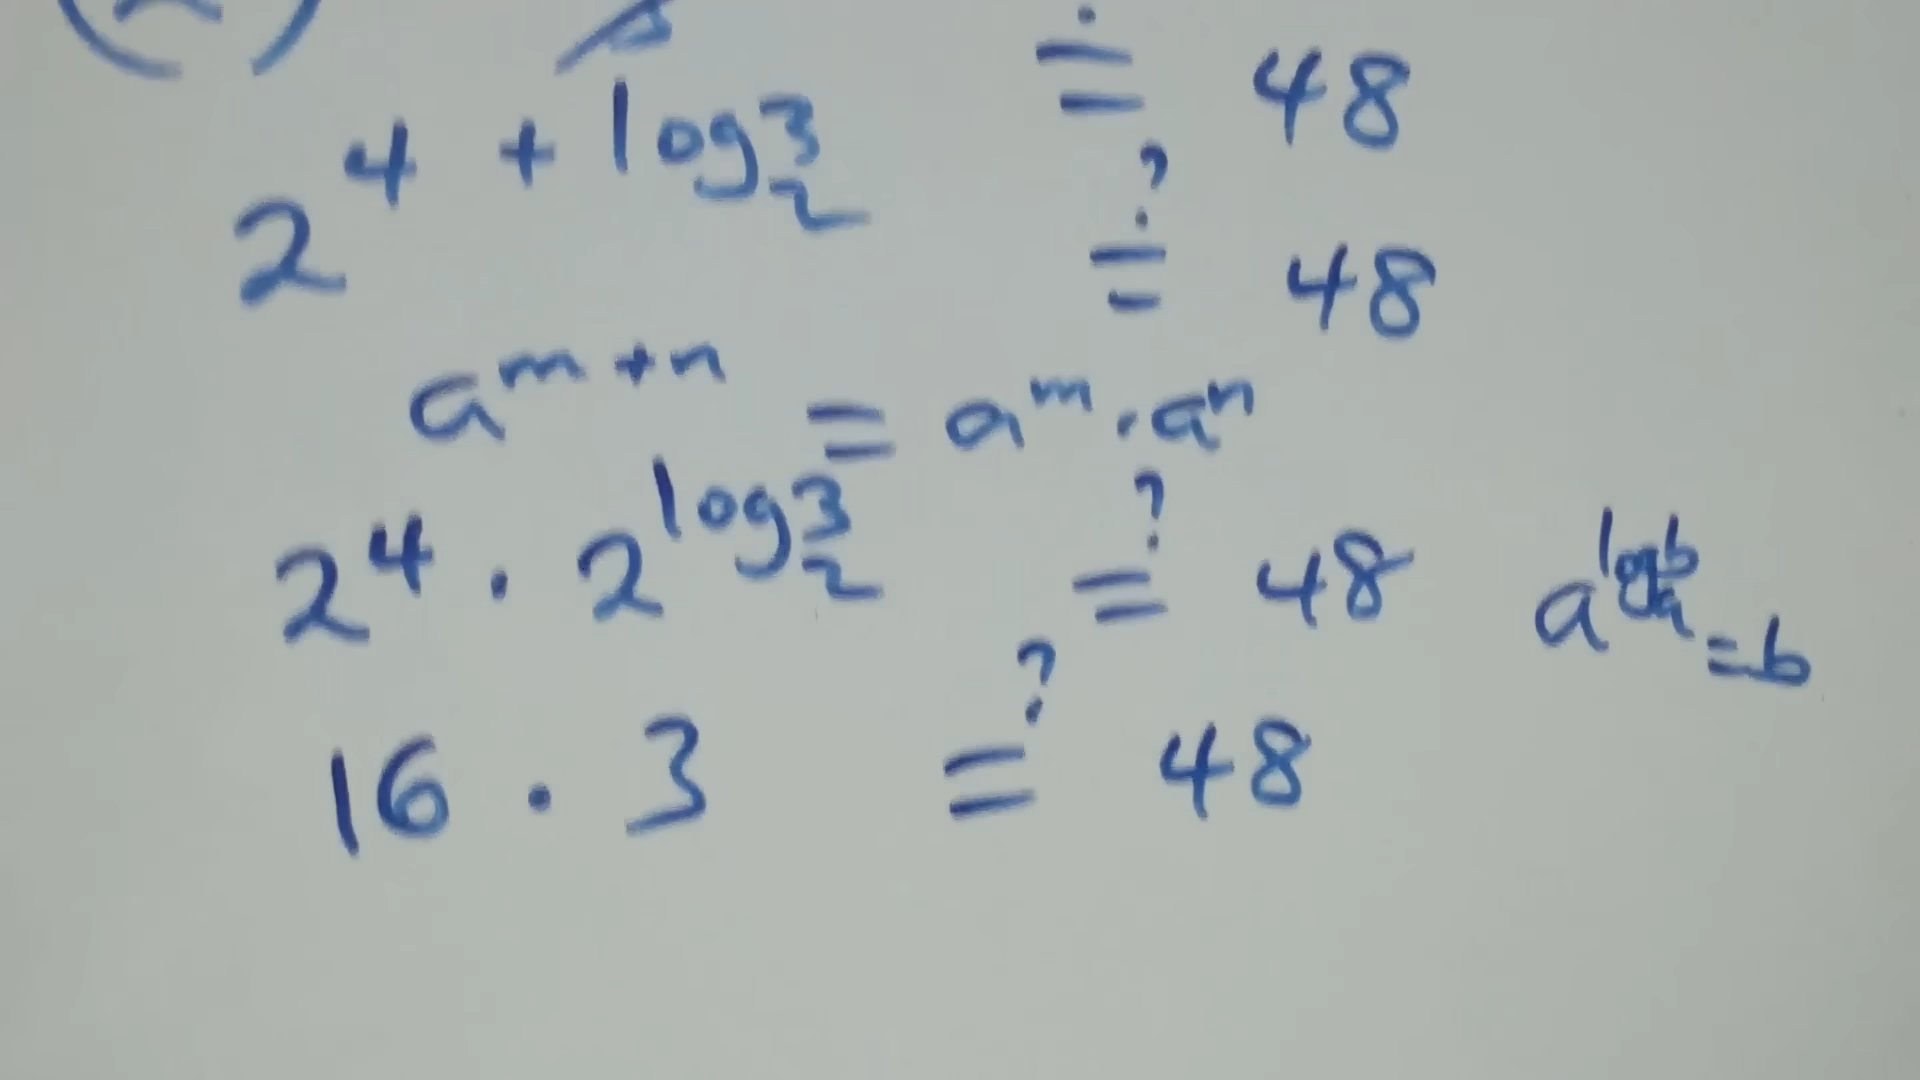 ≟ 48
2^(4 + log_2 3) ≟ 48
a^(m+n) = a^m · a^n
2^4 · 2^(log_2 3) ≟ 48 a^(log_a b) = b
16 · 3 ≟ 48